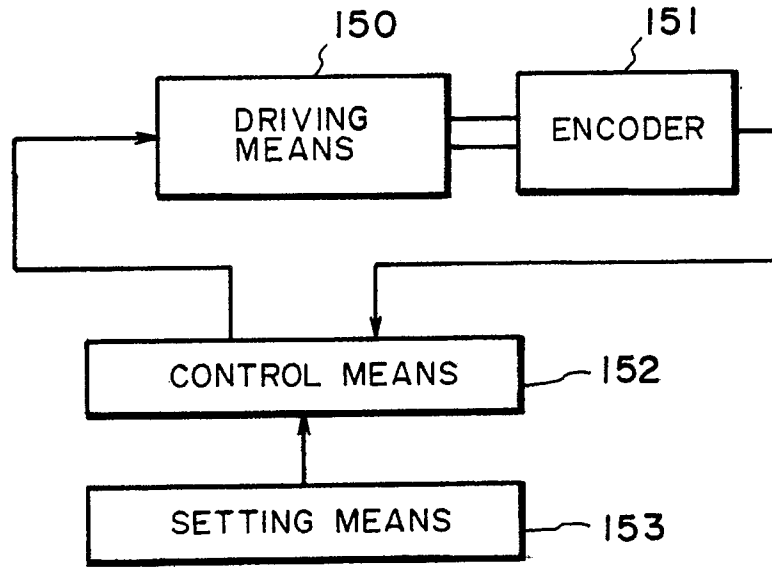 150
151
DRIVING
MEANS
ENCODER
CONTROL MEANS
152
SETTING MEANS
153